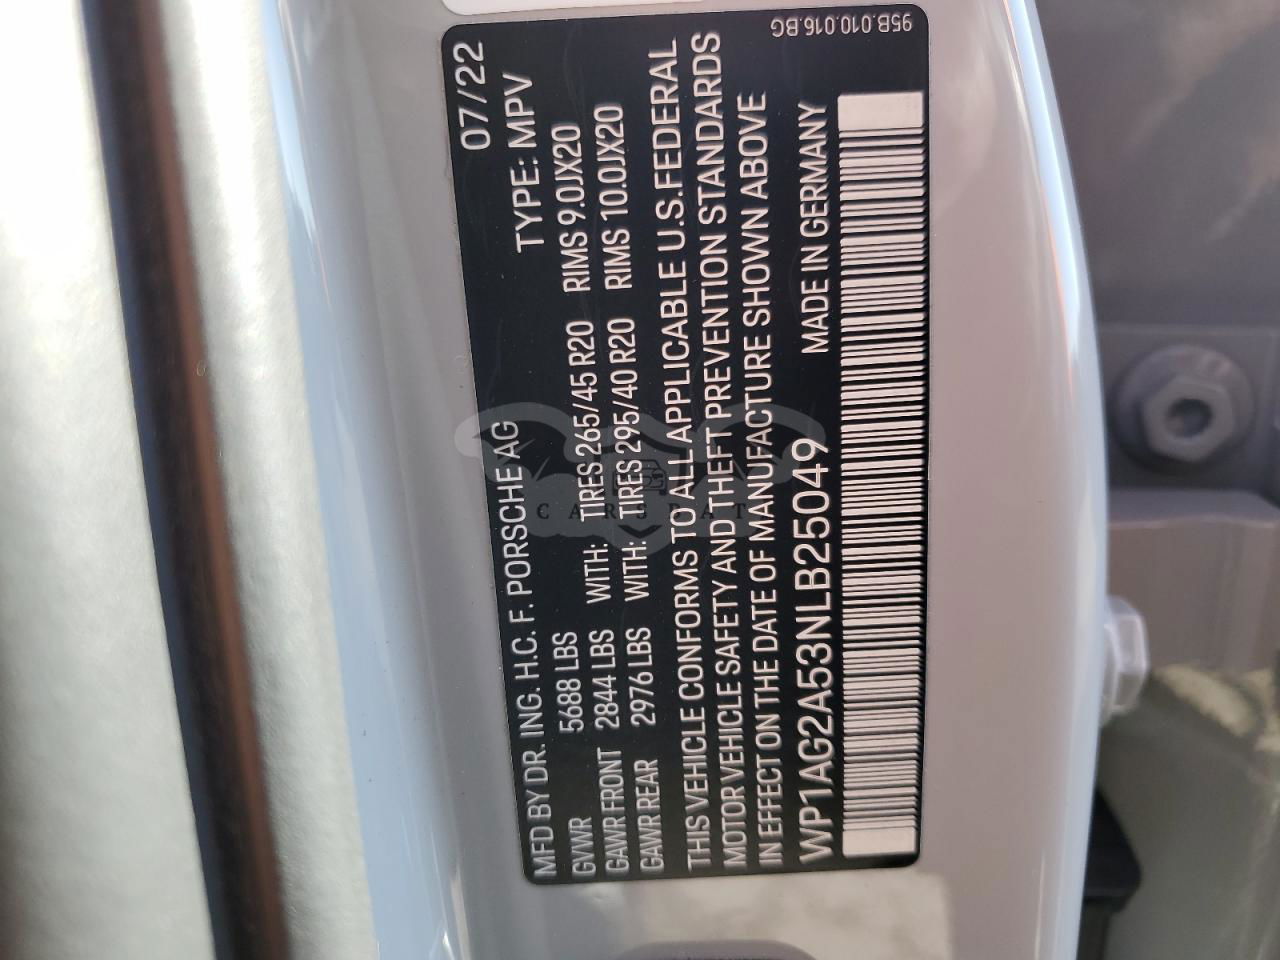 MFD BY DR. ING. H.C. F. PORSCHE AG 07/22
GVWR 5688 LBS TYPE: MPV
GAWR FRONT 2844 LBS WITH: TIRES 265/45 R20 RIMS 9.0JX20
GAWR REAR 2976 LBS WITH: TIRES 295/40 R20 RIMS 10.0JX20
THIS VEHICLE CONFORMS TO ALL APPLICABLE U.S. FEDERAL
MOTOR VEHICLE SAFETY AND THEFT PREVENTION STANDARDS
IN EFFECT ON THE DATE OF MANUFACTURE SHOWN ABOVE
WP1AG2A53NLB25049 MADE IN GERMANY
95B.010.016.BG